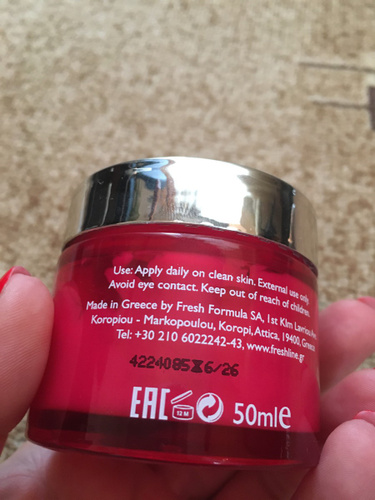 Use: Apply daily on clean skin. External use only.
Avoid eye contact. Keep out of reach of children.
Made in Greece by Fresh Formula SA, 1st Klm Lavriou
Koropiou - Markopoulou, Koropi, Attica, 19400, Greece
Tel: +30 210 6022242-43, www.freshline.gr
4224085 6/26
EAC 12 M 50ml e